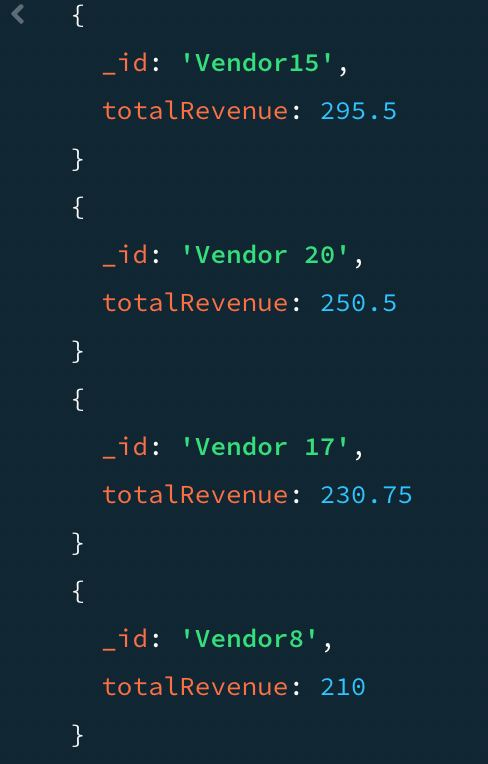 {
_id: 'Vendor15',
totalRevenue: 295.5
}
{
_id: 'Vendor 20',
totalRevenue: 250.5
}
{
_id: 'Vendor 17',
totalRevenue: 230.75
}
{
_id: 'Vendor8',
totalRevenue: 210
}